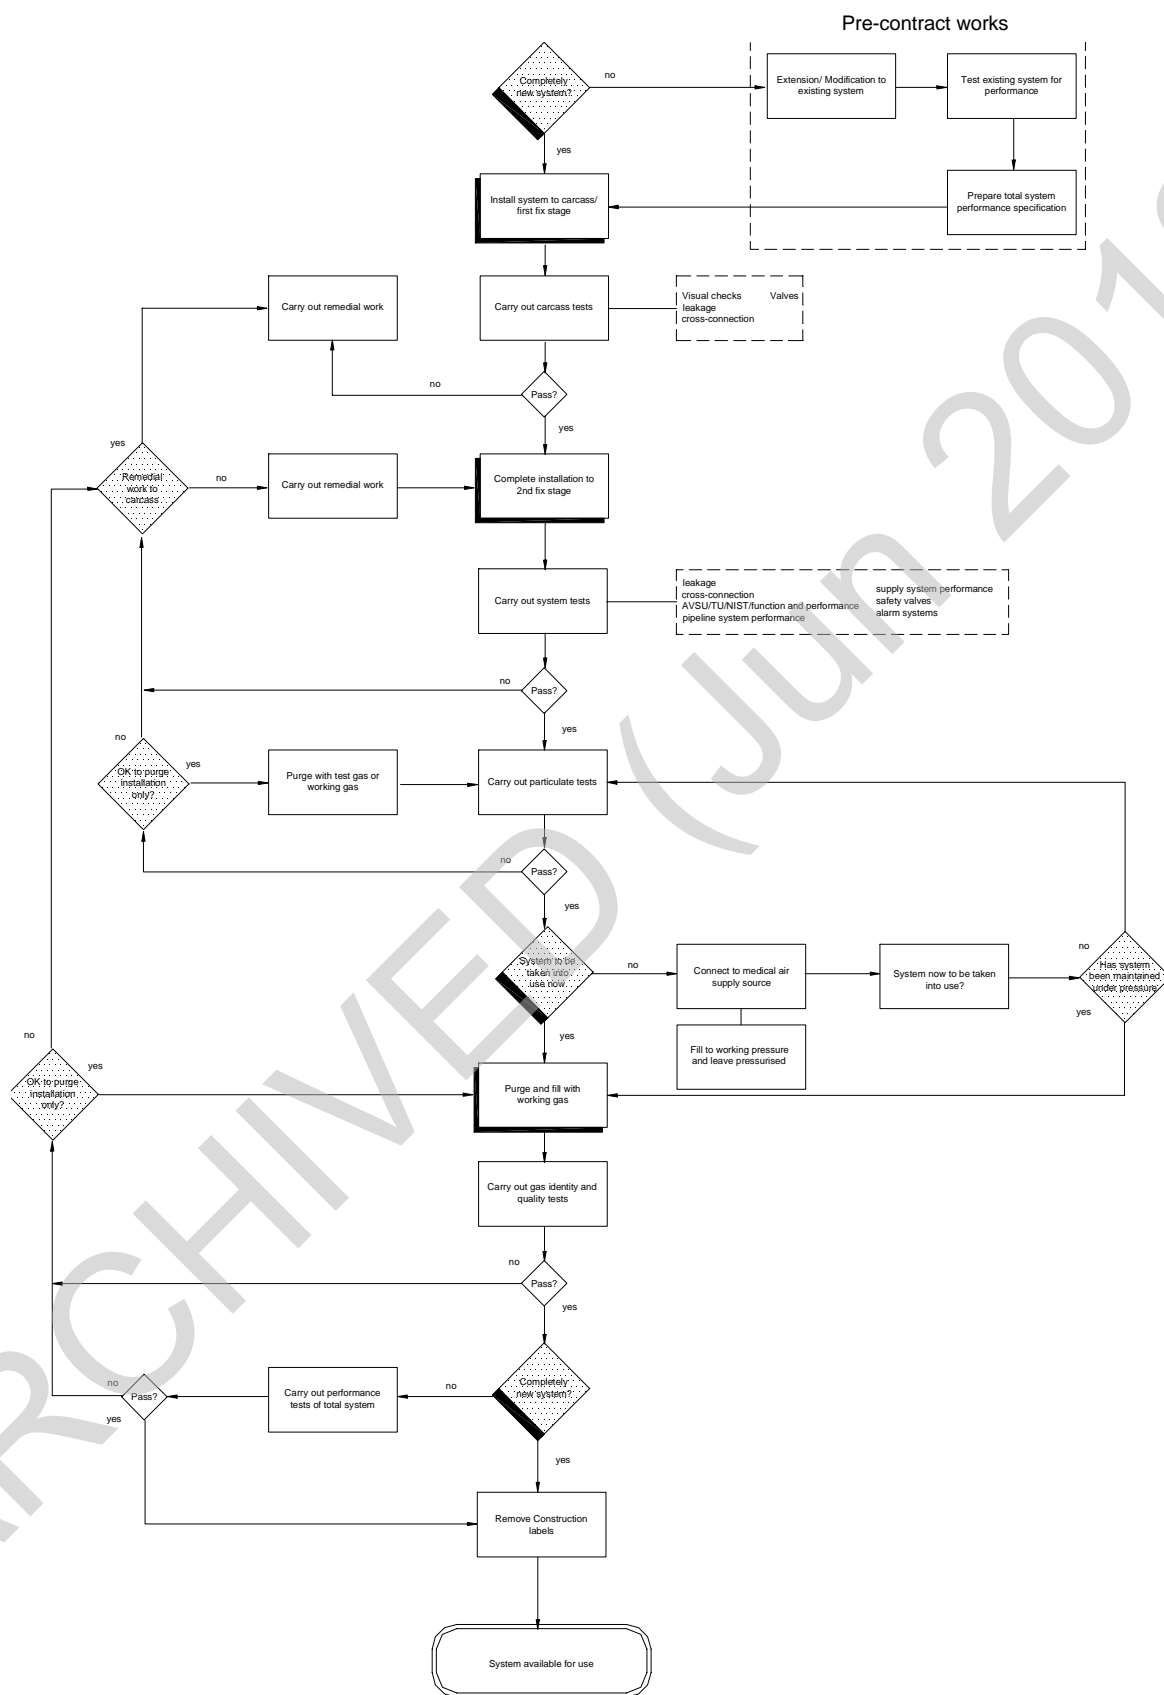 Pre-contract works
Completely
new system?
no
Extension/ Modification to
existing system
Test existing system for
performance
yes
Install system to carcass/
first fix stage
Prepare total system
performance specification
Carry out remedial work
Carry out carcass tests
Visual checks Valves
leakage
cross-connection
no
Pass?
yes
yes
Remedial
work to
carcass
no
Carry out remedial work
Complete installation to
2nd fix stage
Carry out system tests
leakage
cross-connection
AVSU/TU/NIST/function and performance
pipeline system performance
supply system performance
safety valves
alarm systems
no
Pass?
yes
no
OK to purge
installation
only?
yes
Purge with test gas or
working gas
Carry out particulate tests
no
Pass?
yes
System to be
taken into
use now
no
Connect to medical air
supply source
System now to be taken
into use?
no
Has system
been maintained
under pressure
yes
yes
Fill to working pressure
and leave pressurised
no
OK to purge
installation
only?
yes
Purge and fill with
working gas
Carry out gas identity and
quality tests
no
Pass?
yes
Completely
new system?
no
Carry out performance
tests of total system
no
Pass?
yes
yes
Remove Construction
labels
System available for use
ARCHIVED (Jun 201